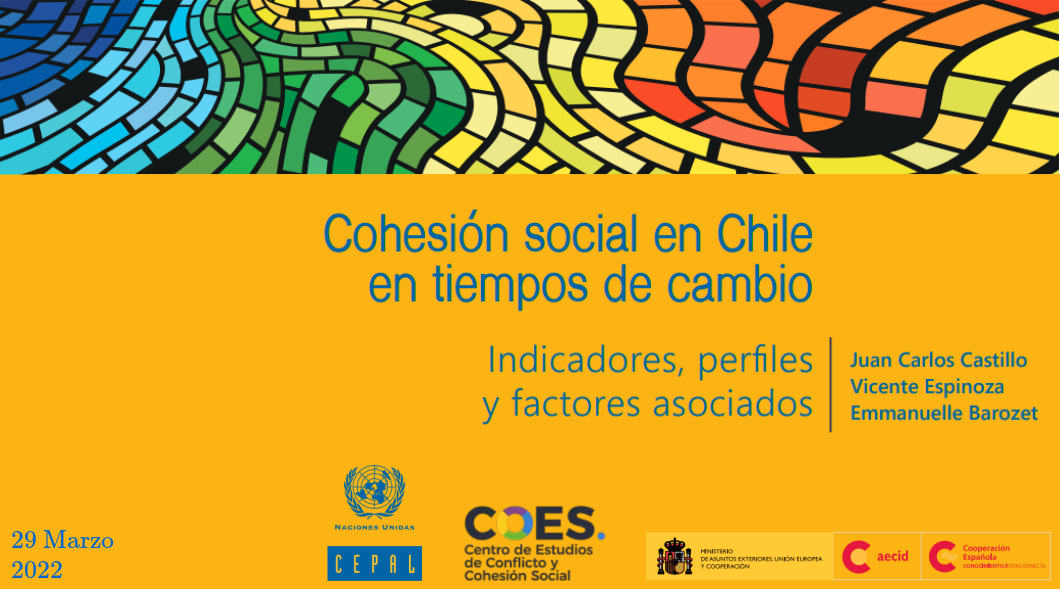 Cohesión social en Chile
en tiempos de cambio
Indicadores, perfiles
y factores asociados
Juan Carlos Castillo
Vicente Espinoza
Emmanuelle Barozet
29 Marzo
2022
NACIONES UNIDAS
CEPAL
COES.
Centro de Estudios
de Conflicto y
Cohesión Social
MINISTERIO
DE ASUNTOS EXTERIORES, UNIÓN EUROPEA
Y COOPERACIÓN
aecid
Cooperación
Española
CONOCIMIENTO/INTERCOONECTA